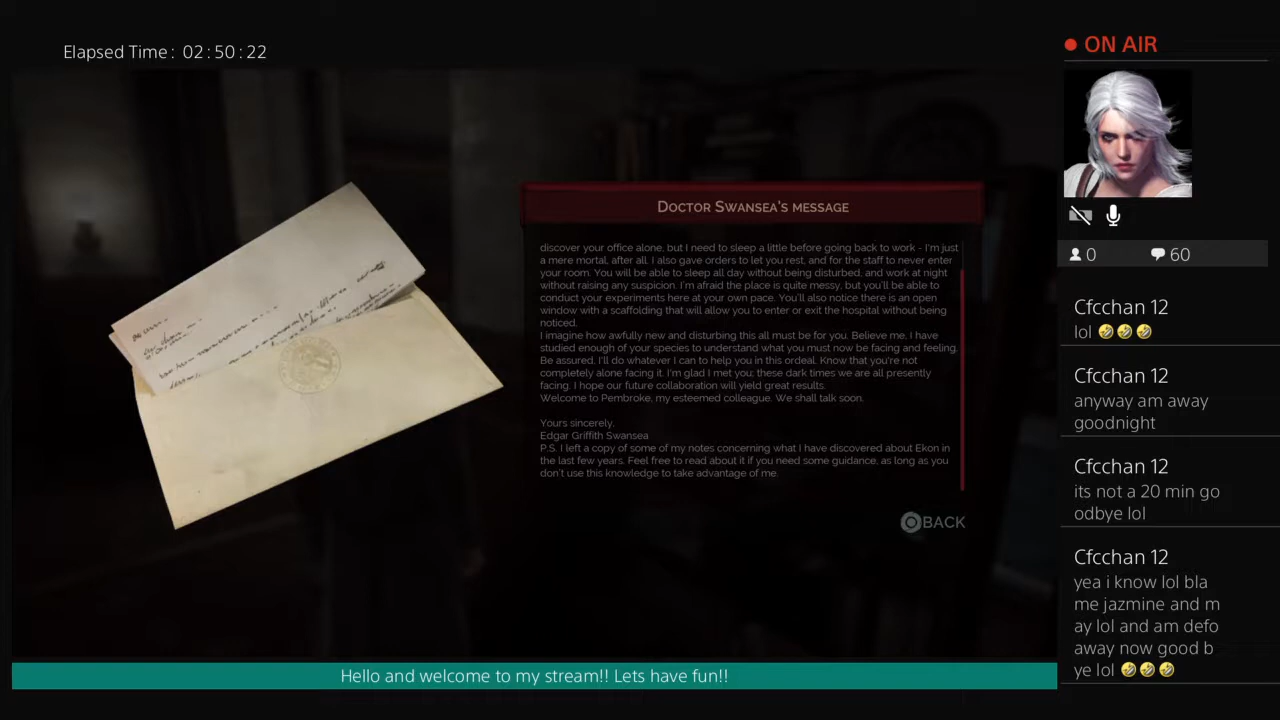 Elapsed Time: 02:50:22
ON AIR
DOCTOR SWANSEA'S MESSAGE
discover your office alone, but I need to sleep a little before going back to work - I'm just
a mere mortal, after all. I also gave orders to let you rest, and for the staff to never enter
your room. You will be able to sleep all day without being disturbed, and work at night
without raising any suspicion. I'm afraid the place is quite messy, but you'll be able to
conduct your experiments here at your own pace. You'll also notice there is an open
window with a scaffolding that will allow you to enter or exit the hospital without being
noticed.
I imagine how awfully new and disturbing this all must be for you. Believe me, I have
studied enough of your species to understand what you must now be facing and feeling.
Be assured, I'll do whatever I can to help you in this ordeal. Know that you're not
completely alone facing it. I'm glad I met you; these dark times we are all presently
facing. I hope our future collaboration will yield great results.
Welcome to Pembroke, my esteemed colleague. We shall talk soon.
Yours sincerely,
Edgar Griffith Swansea
P.S. I left a copy of some of my notes concerning what I have discovered about Ekon in
the last few years. Feel free to read about it if you need some guidance, as long as you
don't use this knowledge to take advantage of me.
BACK
0 60
Cfcchan 12
lol 🤣🤣🤣
Cfcchan 12
anyway am away
goodnight
Cfcchan 12
its not a 20 min go
odbye lol
Cfcchan 12
yea i know lol bla
me jazmine and m
ay lol and am defo
away now good b
ye lol 🤣🤣🤣
Hello and welcome to my stream!! Lets have fun!!